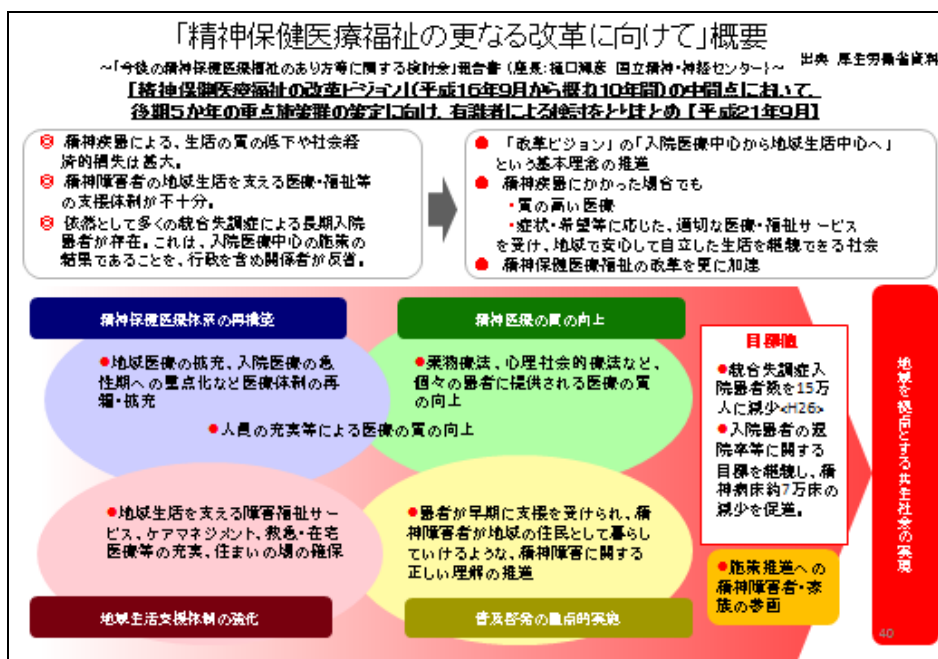 「精神保健医療福祉の更なる改革に向けて」概要
～「今後の精神保健医療福祉のあり方等に関する検討会」報告書(座長:樋口輝彦 国立精神・神経センター)～
出典 厚生労働省資料
「精神保健医療福祉の改革ビジョン」(平成16年9月から概ね10年間)の中間点において、
後期5か年の重点施策群の策定に向け、有識者による検討をとりまとめ【平成21年9月】
◎ 精神疾患による、生活の質の低下や社会経
済的損失は甚大。
◎ 精神障害者の地域生活を支える医療・福祉等
の支援体制が不十分。
◎ 依然として多くの統合失調症による長期入院
患者が存在。これは、入院医療中心の施策の
結果であることを、行政を含め関係者が反省。
● 「改革ビジョン」の「入院医療中心から地域生活中心へ」
という基本理念の推進
● 精神疾患にかかった場合でも
・質の高い医療
・症状・希望等に応じた、適切な医療・福祉サービス
を受け、地域で安心して自立した生活を継続できる社会
● 精神保健医療福祉の改革を更に加速
精神保健医療体系の再構築
●地域医療の拡充、入院医療の急
性期への重点化など医療体制の再
編・拡充
精神医療の質の向上
●薬物療法、心理社会的療法など、
個々の患者に提供される医療の質
の向上
●人員の充実等による医療の質の向上
●地域生活を支える障害福祉サー
ビス、ケアマネジメント、救急・在宅
医療等の充実、住まいの場の確保
地域生活支援体制の強化
●患者が早期に支援を受けられ、精
神障害者が地域の住民として暮らし
ていけるような、精神障害に関する
正しい理解の推進
普及啓発の重点的実施
目標値
●統合失調症入
院患者数を15万
人に減少<H26>
●入院患者の退
院率等に関する
目標を継続し、精
神病床約7万床の
減少を促進。
●施策推進への
精神障害者・家
族の参画
地域を拠点とする共生社会の実現
40